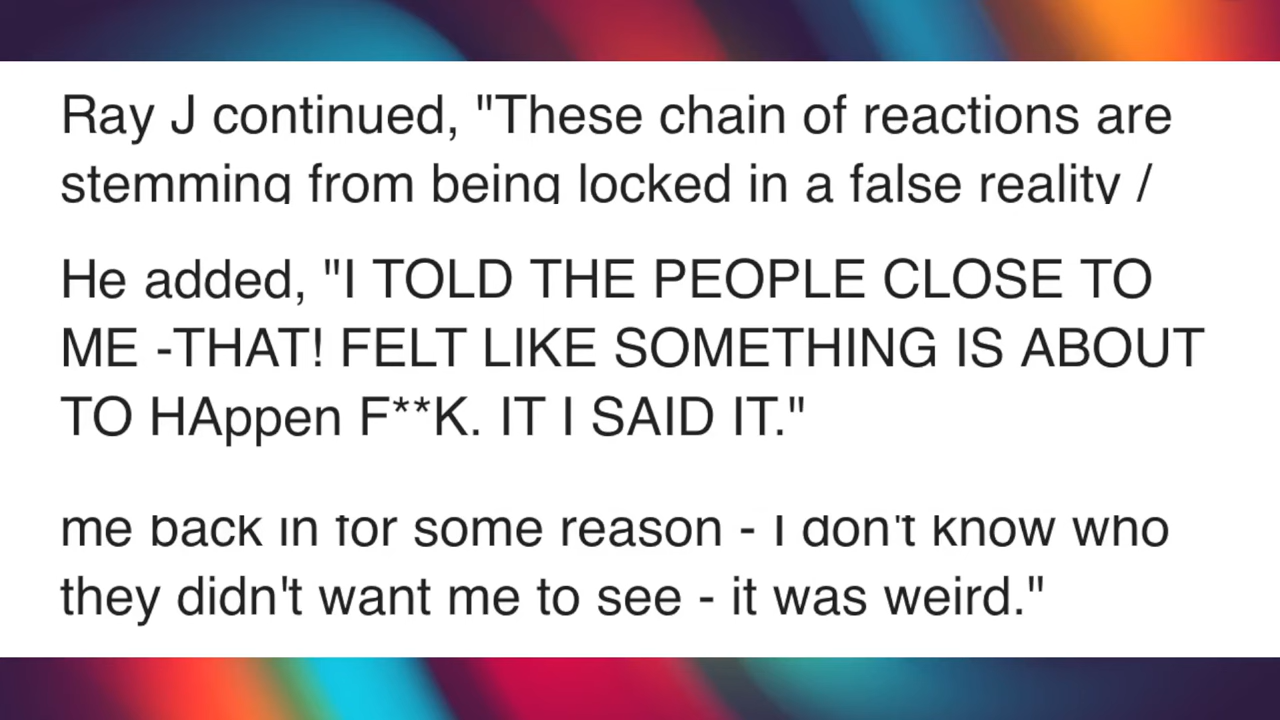 Ray J continued, "These chain of reactions are
stemming from being locked in a false reality /
He added, "I TOLD THE PEOPLE CLOSE TO
ME -THAT! FELT LIKE SOMETHING IS ABOUT
TO HAppen F**K. IT I SAID IT."
me back in for some reason - I don't know who
they didn't want me to see - it was weird."